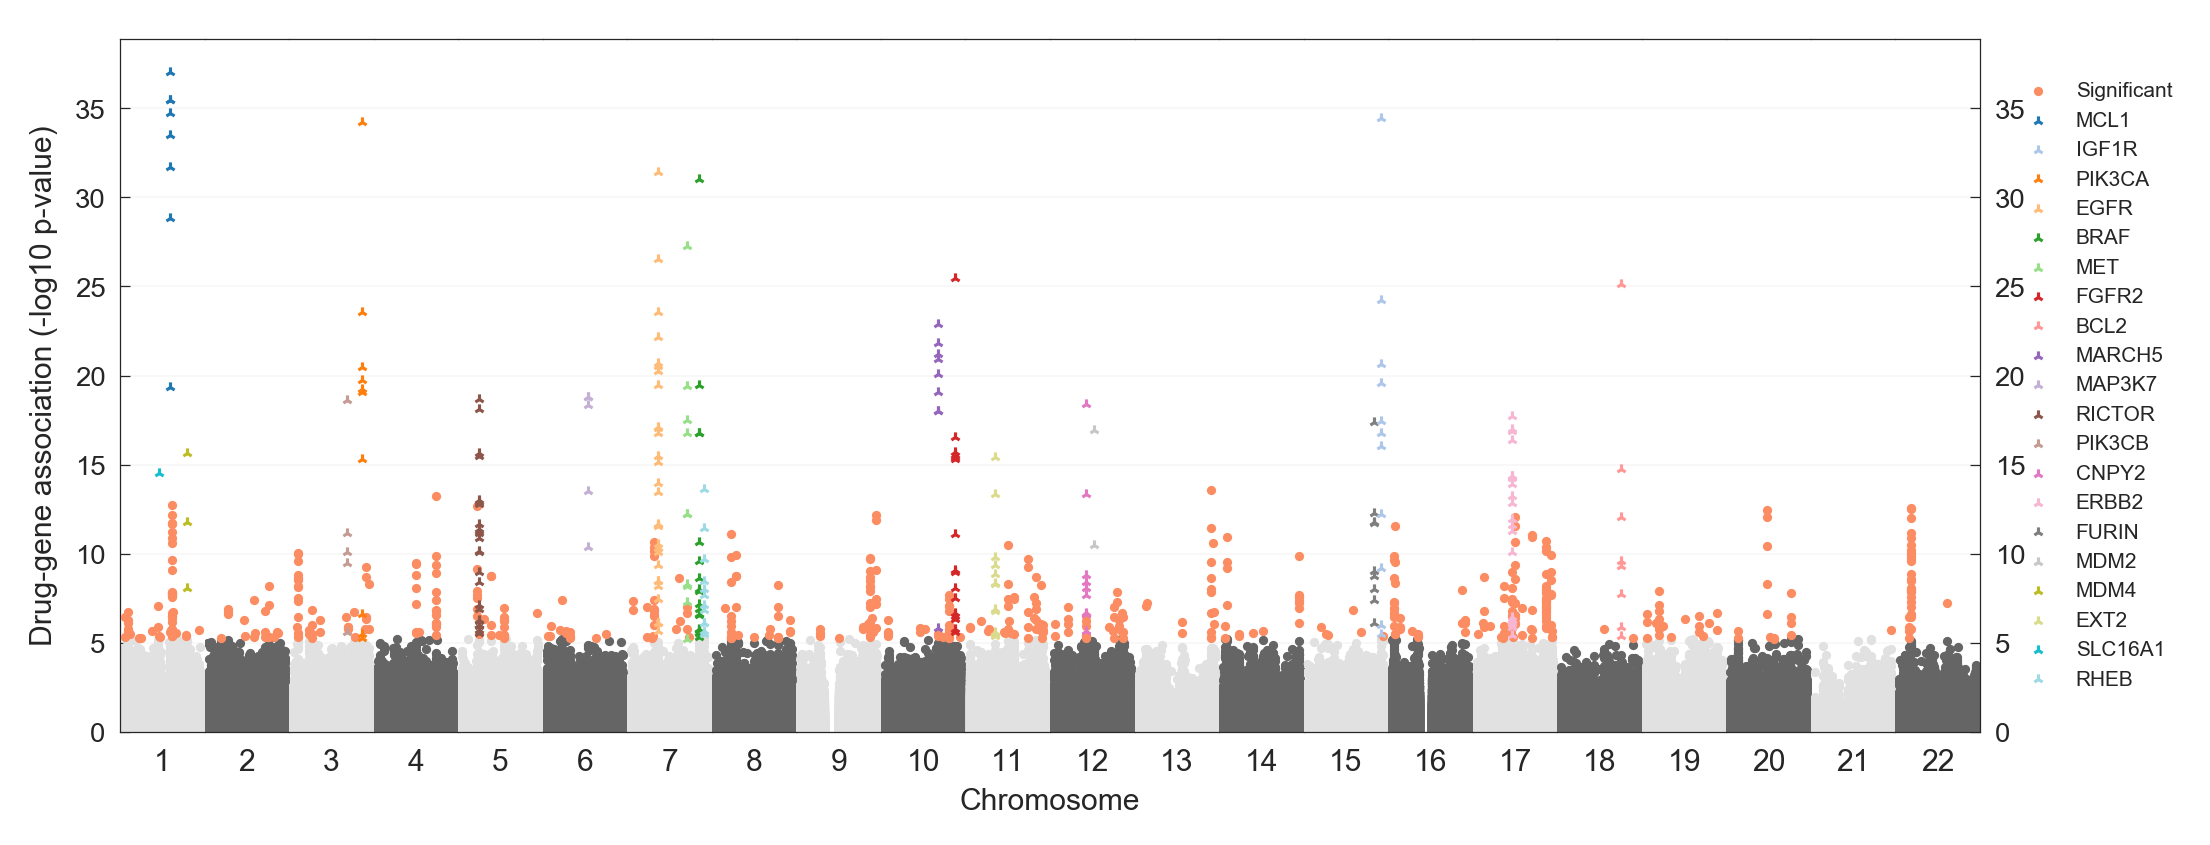 Drug-gene association (-log10 p-value)
35
30
25
20
15
10
5
0
35
30
25
20
15
10
5
0
1 2 3 4 5 6 7 8 9 10 11 12 13 14 15 16 17 18 19 20 21 22
Chromosome
Significant
MCL1
IGF1R
PIK3CA
EGFR
BRAF
MET
FGFR2
BCL2
MARCH5
MAP3K7
RICTOR
PIK3CB
CNPY2
ERBB2
FURIN
MDM2
MDM4
EXT2
SLC16A1
RHEB